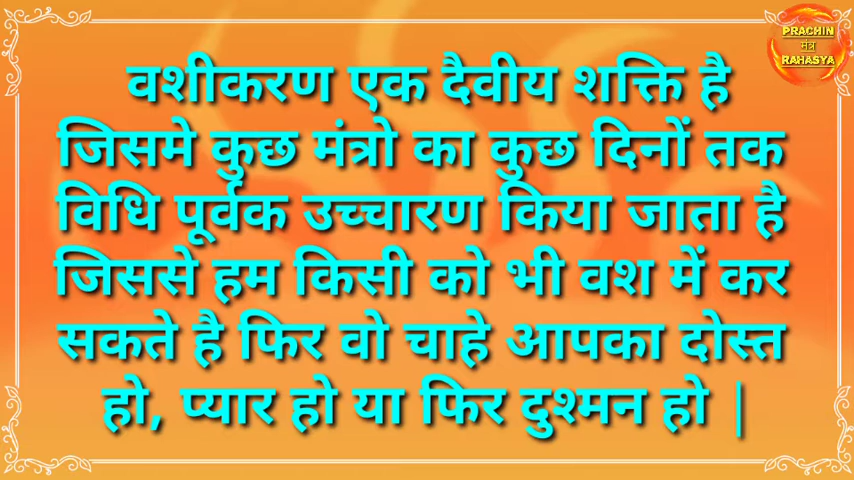 PRACHIN
मंत्र
RAHASYA
वशीकरण एक दैवीय शक्ति है
जिसमे कुछ मंत्रो का कुछ दिनों तक
विधि पूर्वक उच्चारण किया जाता है
जिससे हम किसी को भी वश में कर
सकते है फिर वो चाहे आपका दोस्त
हो, प्यार हो या फिर दुश्मन हो |